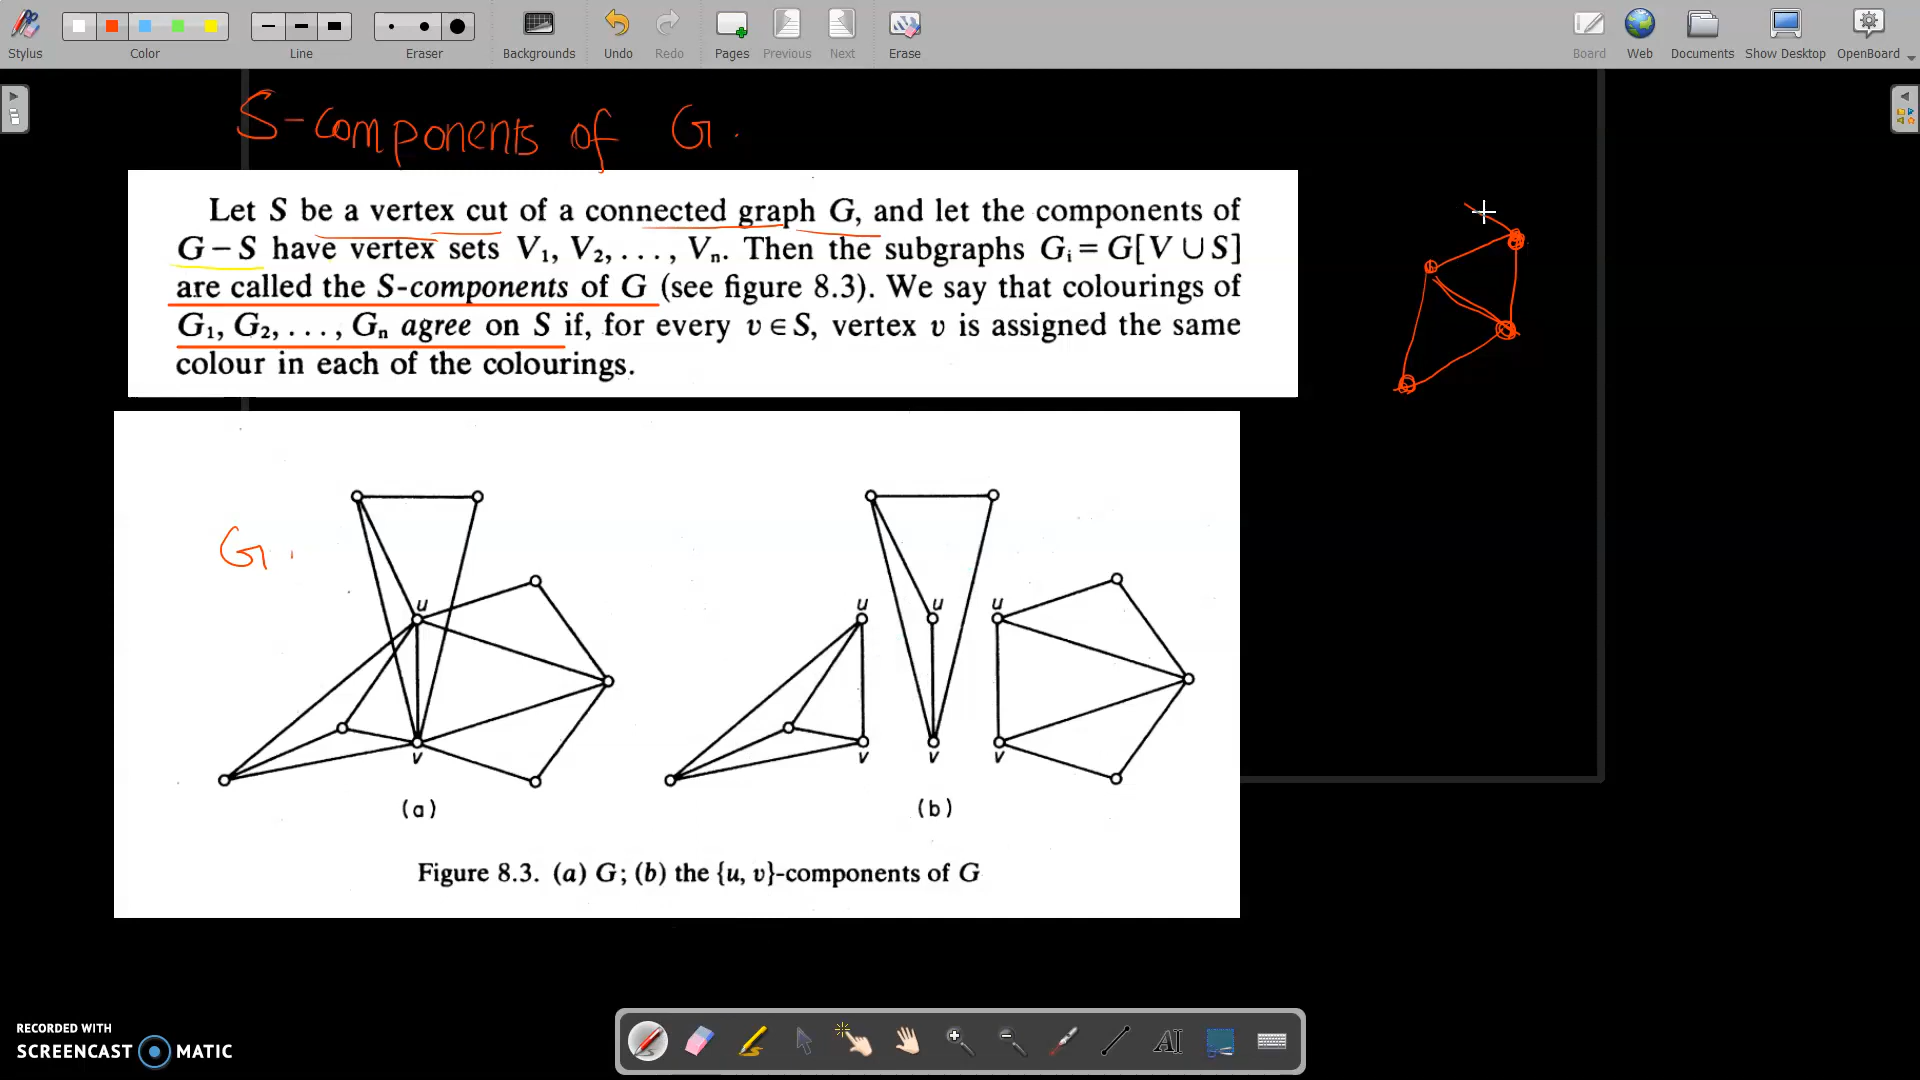 Stylus
Color
Line
Eraser
Backgrounds
Undo
Redo
Pages
Previous
Next
Erase
Board
Web
Documents
Show Desktop
OpenBoard
S-components of G.
Let S be a vertex cut of a connected graph G, and let the components of
G − S have vertex sets V₁, V₂, . . . , Vₙ. Then the subgraphs Gᵢ = G[V ∪ S]
are called the S-components of G (see figure 8.3). We say that colourings of
G₁, G₂, . . . , Gₙ agree on S if, for every v ∈ S, vertex v is assigned the same
colour in each of the colourings.
G.
u
v
(a)
u
u
u
v
v
v
(b)
Figure 8.3. (a) G; (b) the {u, v}-components of G
RECORDED WITH
SCREENCAST MATIC
AI